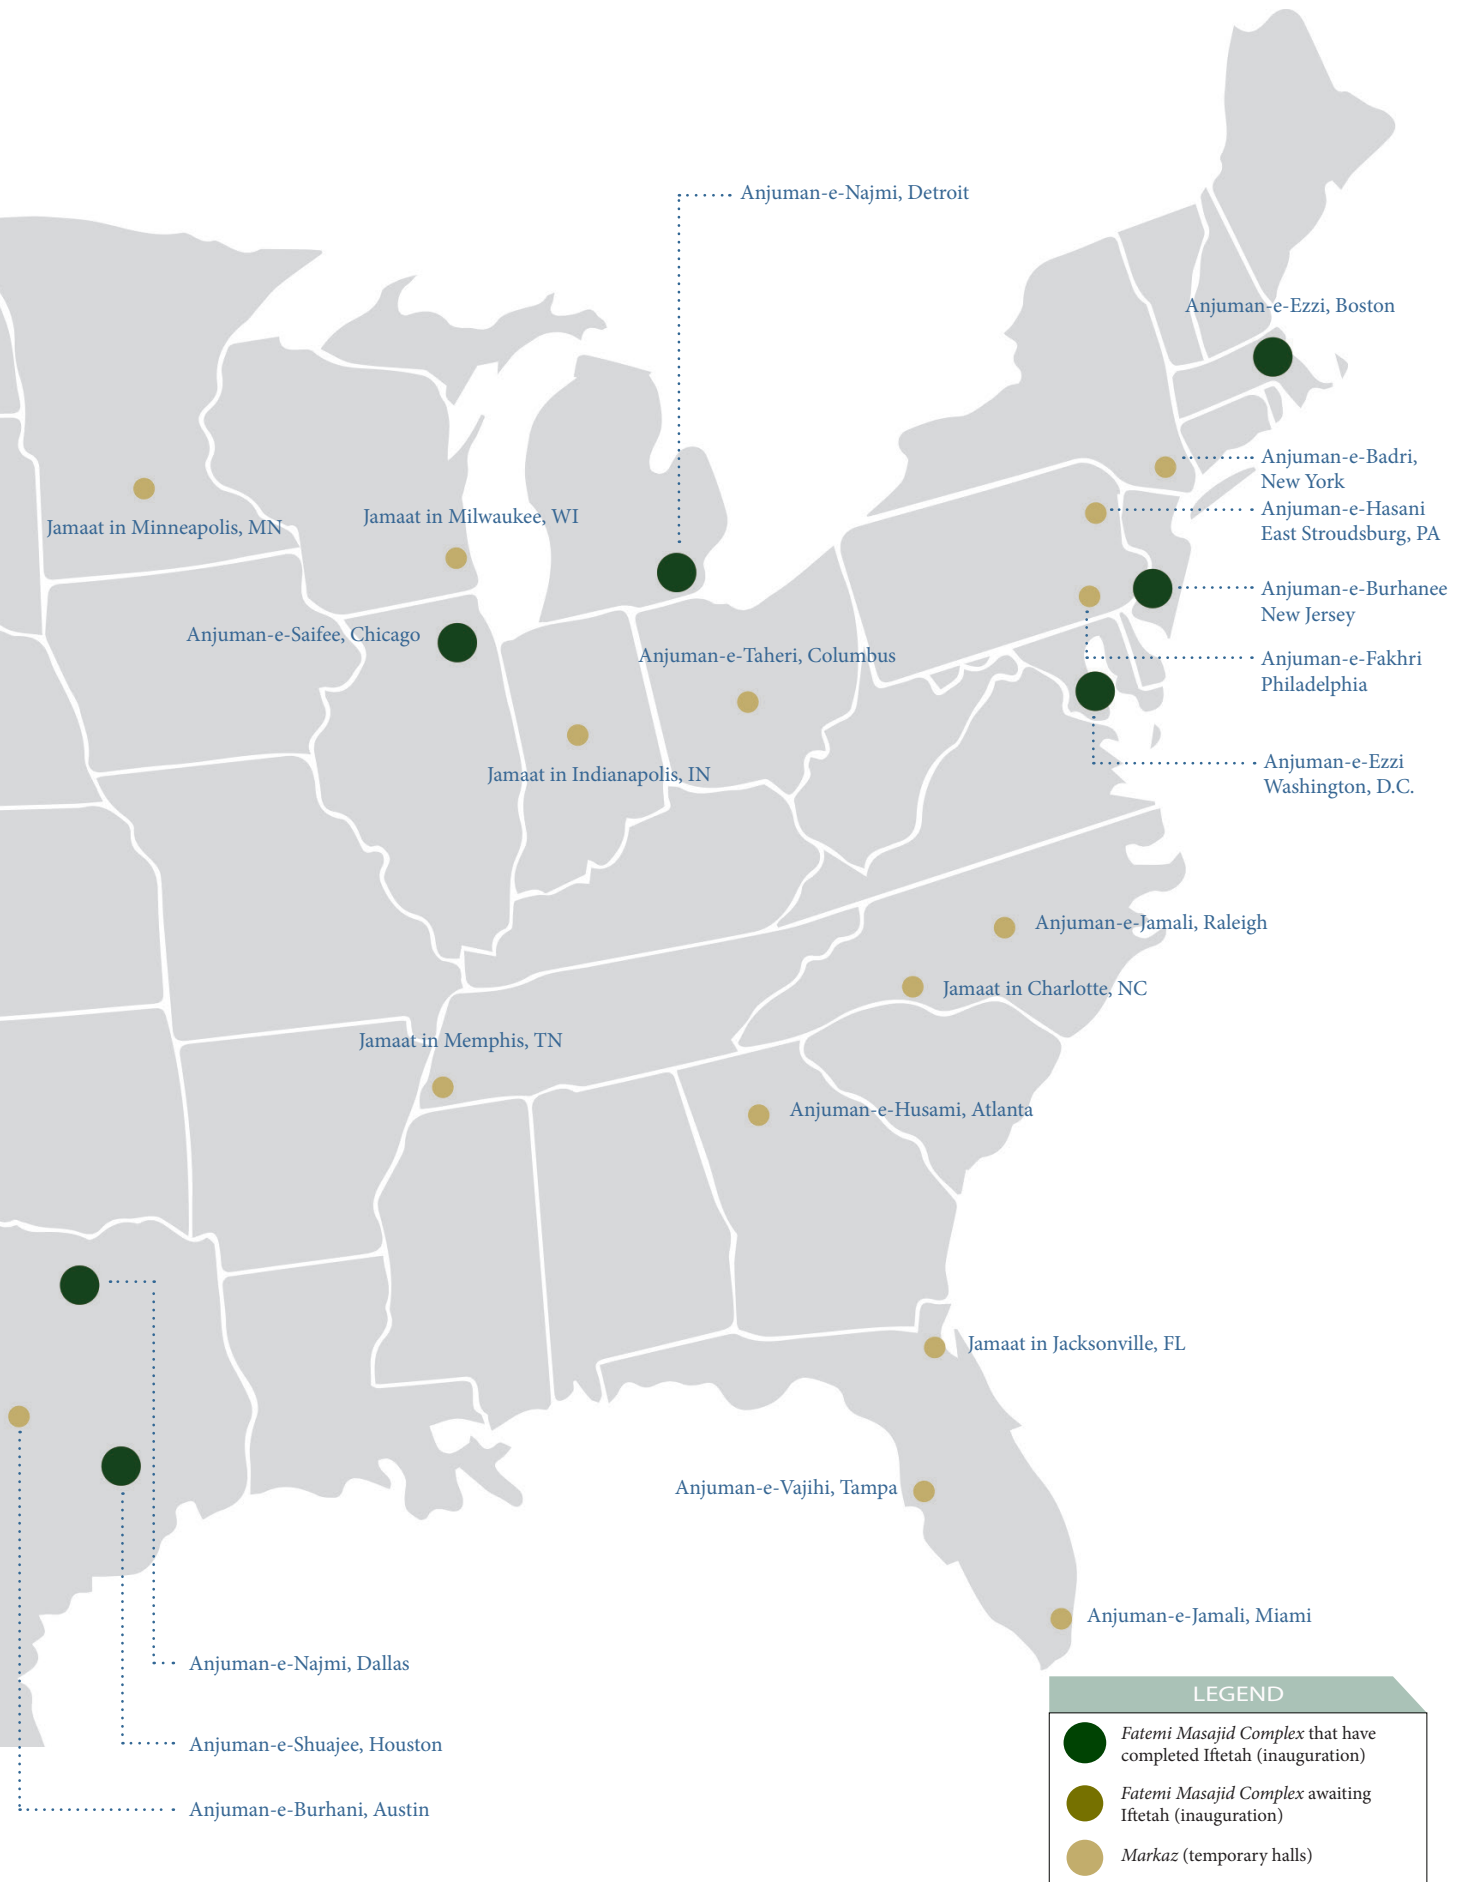 Anjuman-e-Najmi, Detroit
Anjuman-e-Ezzi, Boston
Anjuman-e-Badri,
New York
Anjuman-e-Hasani
East Stroudsburg, PA
Jamaat in Minneapolis, MN
Jamaat in Milwaukee, WI
Anjuman-e-Burhanee
New Jersey
Anjuman-e-Saifee, Chicago
Anjuman-e-Taheri, Columbus
Anjuman-e-Fakhri
Philadelphia
Jamaat in Indianapolis, IN
Anjuman-e-Ezzi
Washington, D.C.
Anjuman-e-Jamali, Raleigh
Jamaat in Charlotte, NC
Jamaat in Memphis, TN
Anjuman-e-Husami, Atlanta
Jamaat in Jacksonville, FL
Anjuman-e-Vajihi, Tampa
Anjuman-e-Jamali, Miami
Anjuman-e-Najmi, Dallas
Anjuman-e-Shuajee, Houston
Anjuman-e-Burhani, Austin
LEGEND
Fatemi Masajid Complex that have
completed Iftetah (inauguration)
Fatemi Masajid Complex awaiting
Iftetah (inauguration)
Markaz (temporary halls)